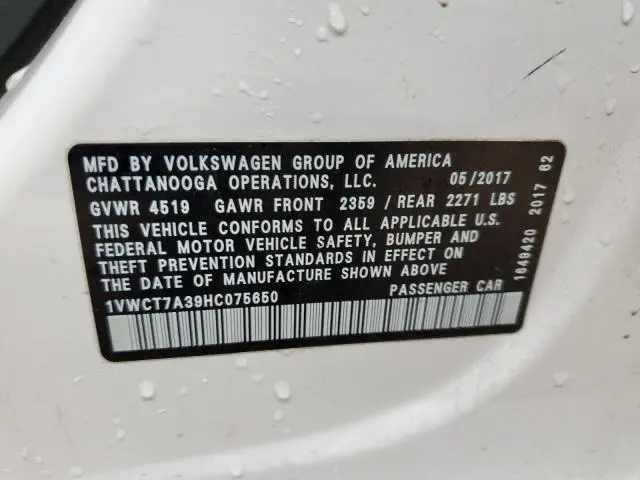 MFD BY VOLKSWAGEN GROUP OF AMERICA
CHATTANOOGA OPERATIONS, LLC. 05/2017
GVWR 4519 GAWR FRONT 2359 / REAR 2271 LBS
THIS VEHICLE CONFORMS TO ALL APPLICABLE U.S.
FEDERAL MOTOR VEHICLE SAFETY, BUMPER AND
THEFT PREVENTION STANDARDS IN EFFECT ON
THE DATE OF MANUFACTURE SHOWN ABOVE
1VWCT7A39HC075650 PASSENGER CAR
1649420 2017 62